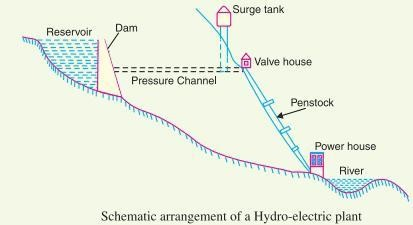 Surge tank
Reservoir
Dam
Valve house
Pressure Channel
Penstock
Power house
River
Schematic arrangement of a Hydro-electric plant